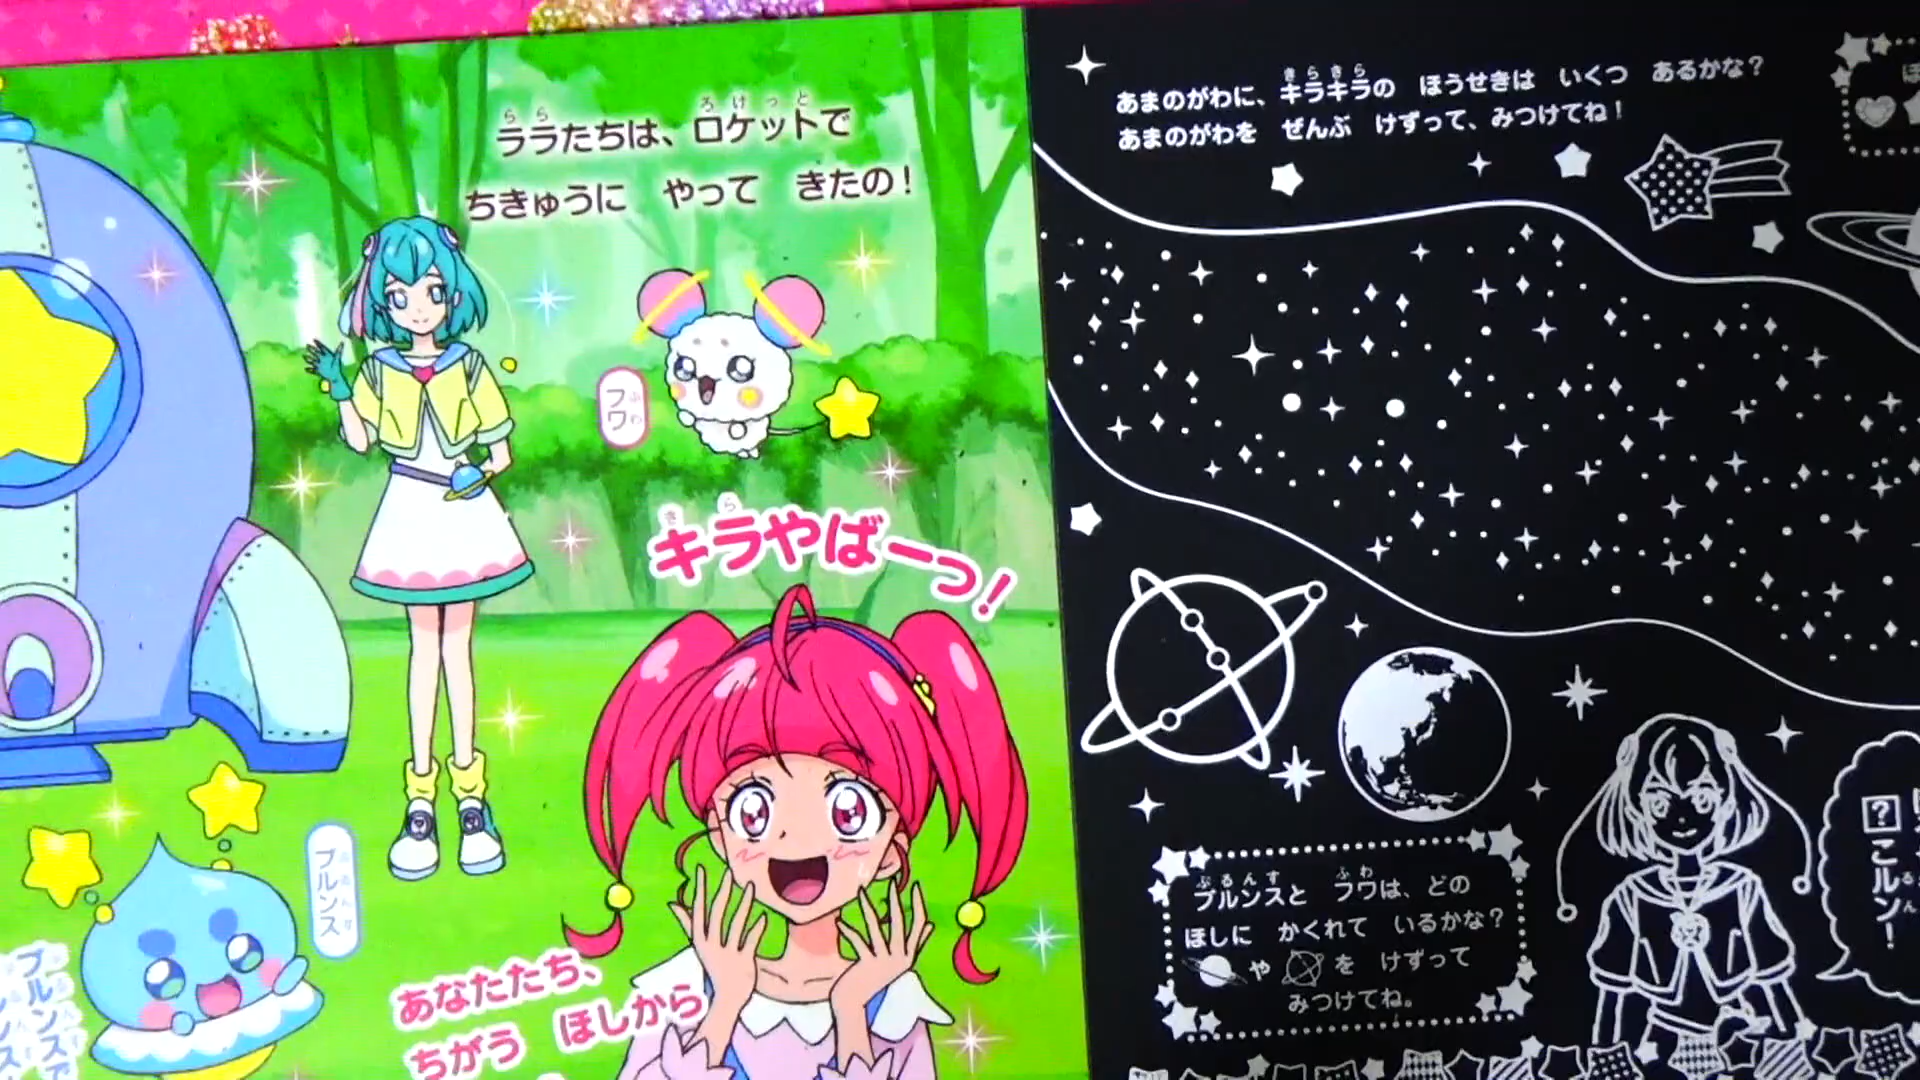 ララたちは、ロケットで
ちきゅうに やって きたの！
フワ
キラやばーっ！
プルンス
あなたたち、
ちがう ほしから
あまのがわに、キラキラの ほうせきは いくつ あるかな？
あまのがわを ぜんぶ けずって、みつけてね！
プルンスと フワは、どの
ほしに かくれて いるかな？
や を けずって
みつけてね。
?こルン！